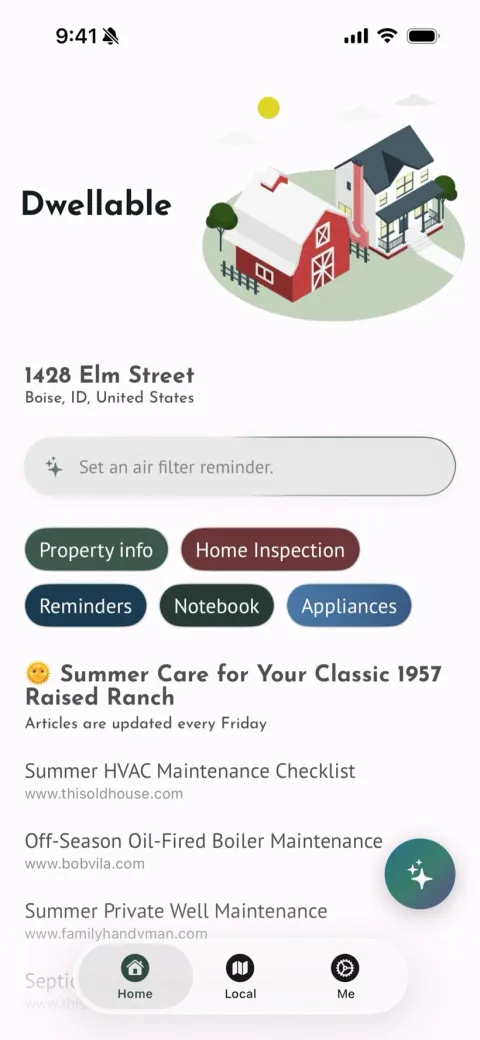 9:41
Dwellable
1428 Elm Street
Boise, ID, United States
Set an air filter reminder.
Property info
Home Inspection
Reminders
Notebook
Appliances
🌞 Summer Care for Your Classic 1957
Raised Ranch
Articles are updated every Friday
Summer HVAC Maintenance Checklist
www.thisoldhouse.com
Off-Season Oil-Fired Boiler Maintenance
www.bobvila.com
Summer Private Well Maintenance
www.familyhandyman.com
Home
Local
Me